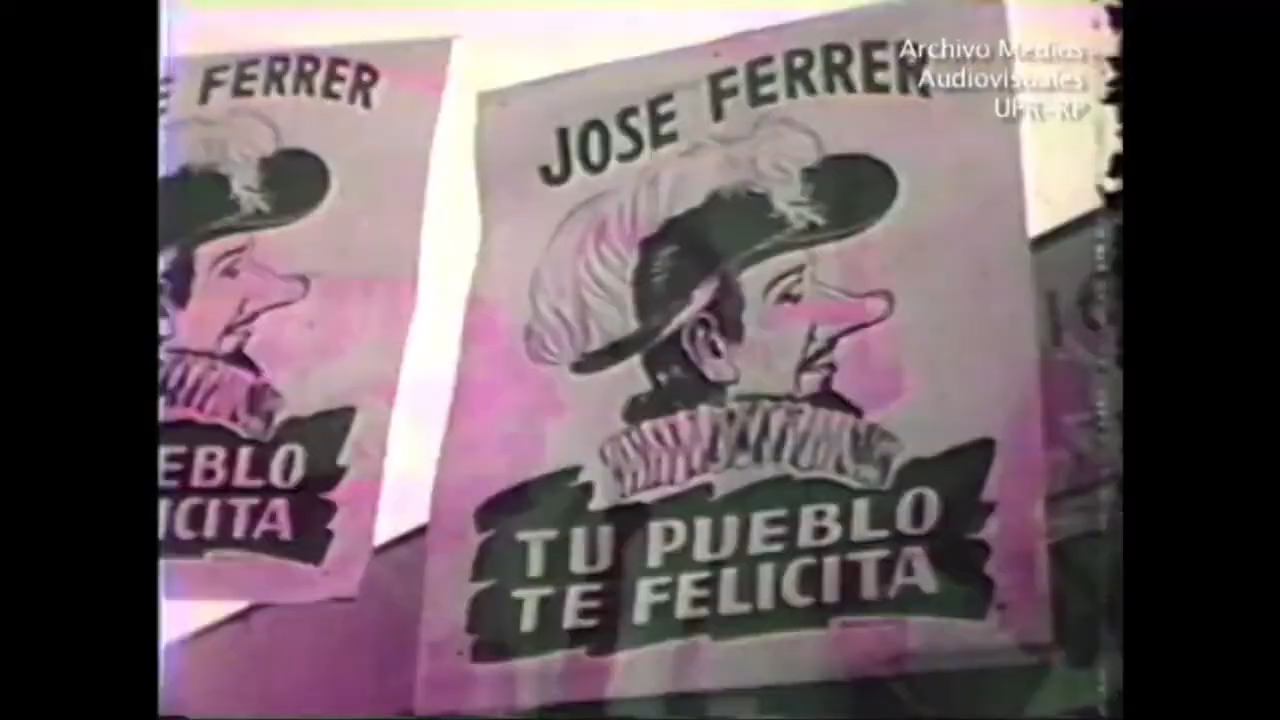 FERRER
EBLO
ICITA
JOSE FERRER
TU PUEBLO
TE FELICITA
Archivo Medios
Audiovisuales
UPR-RP